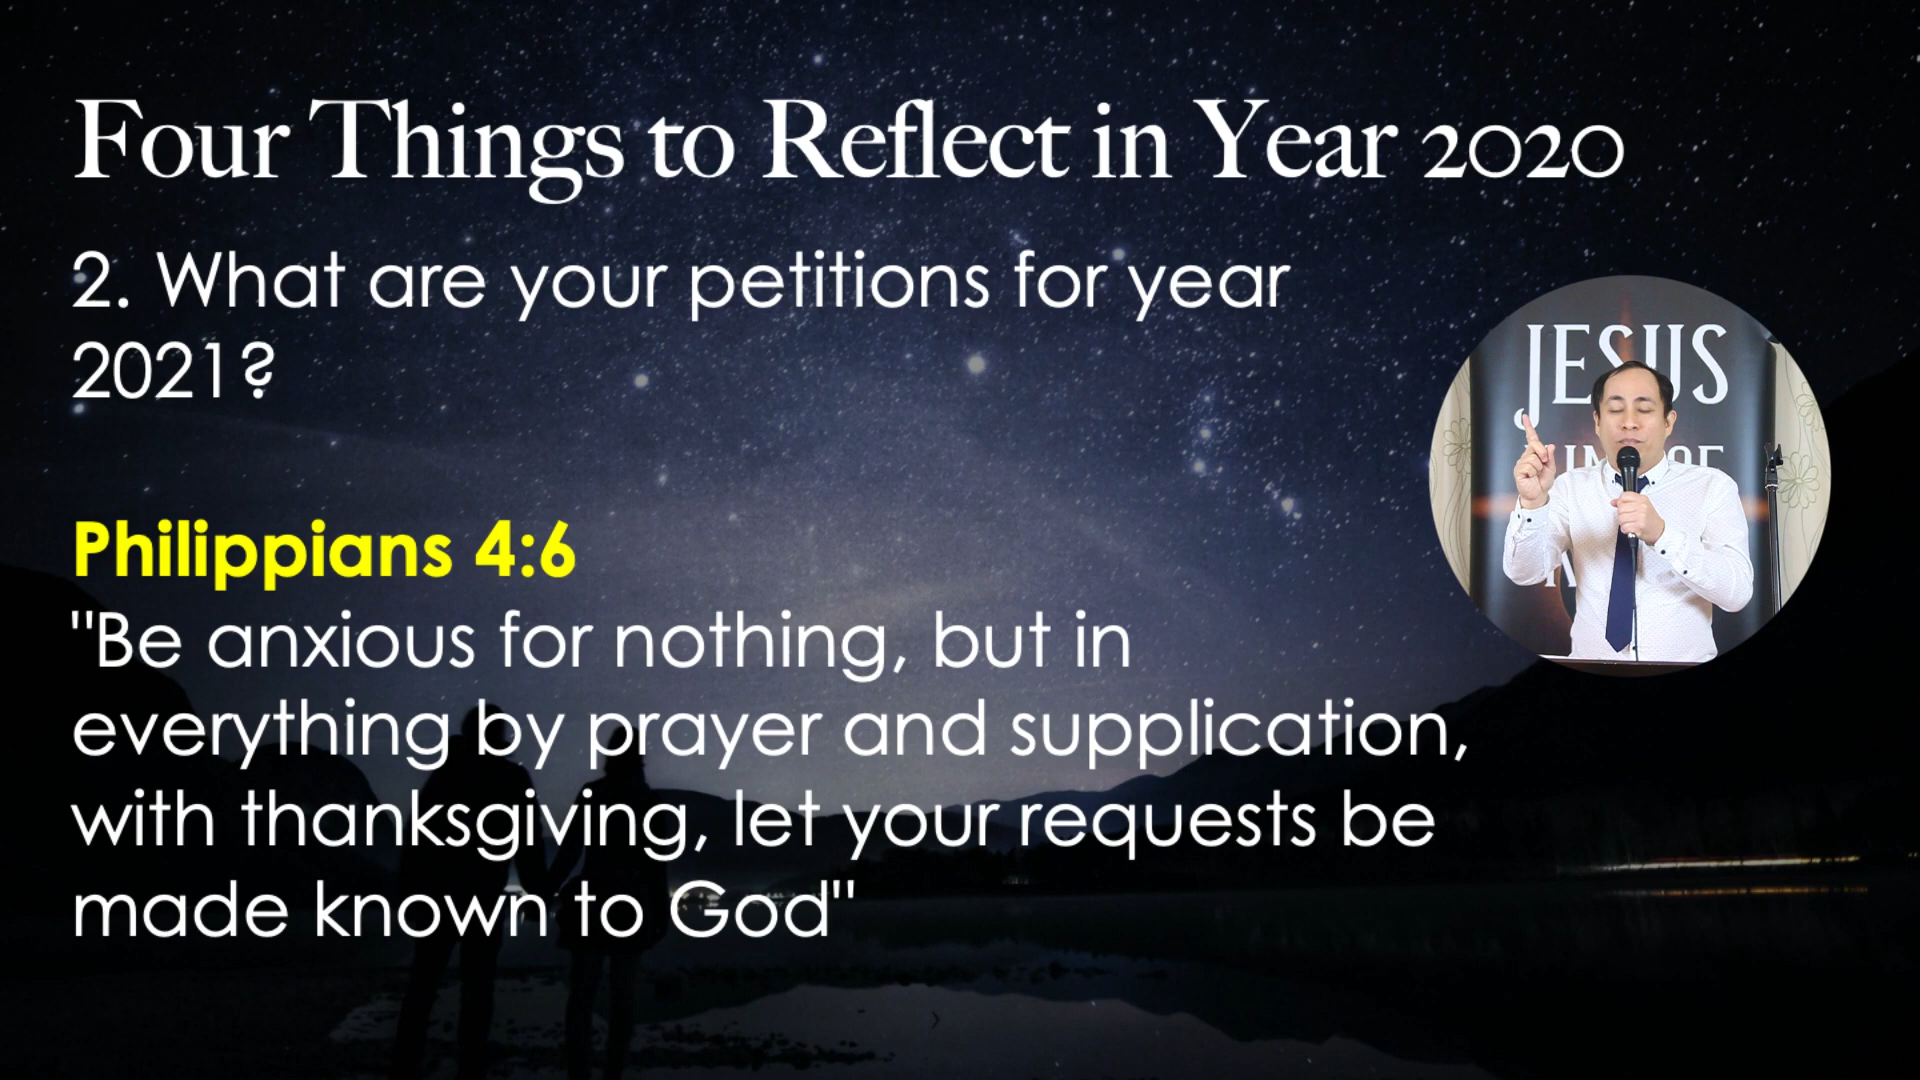 Four Things to Reflect in Year 2020
2. What are your petitions for year
2021?
Philippians 4:6
"Be anxious for nothing, but in
everything by prayer and supplication,
with thanksgiving, let your requests be
made known to God"
JESUS